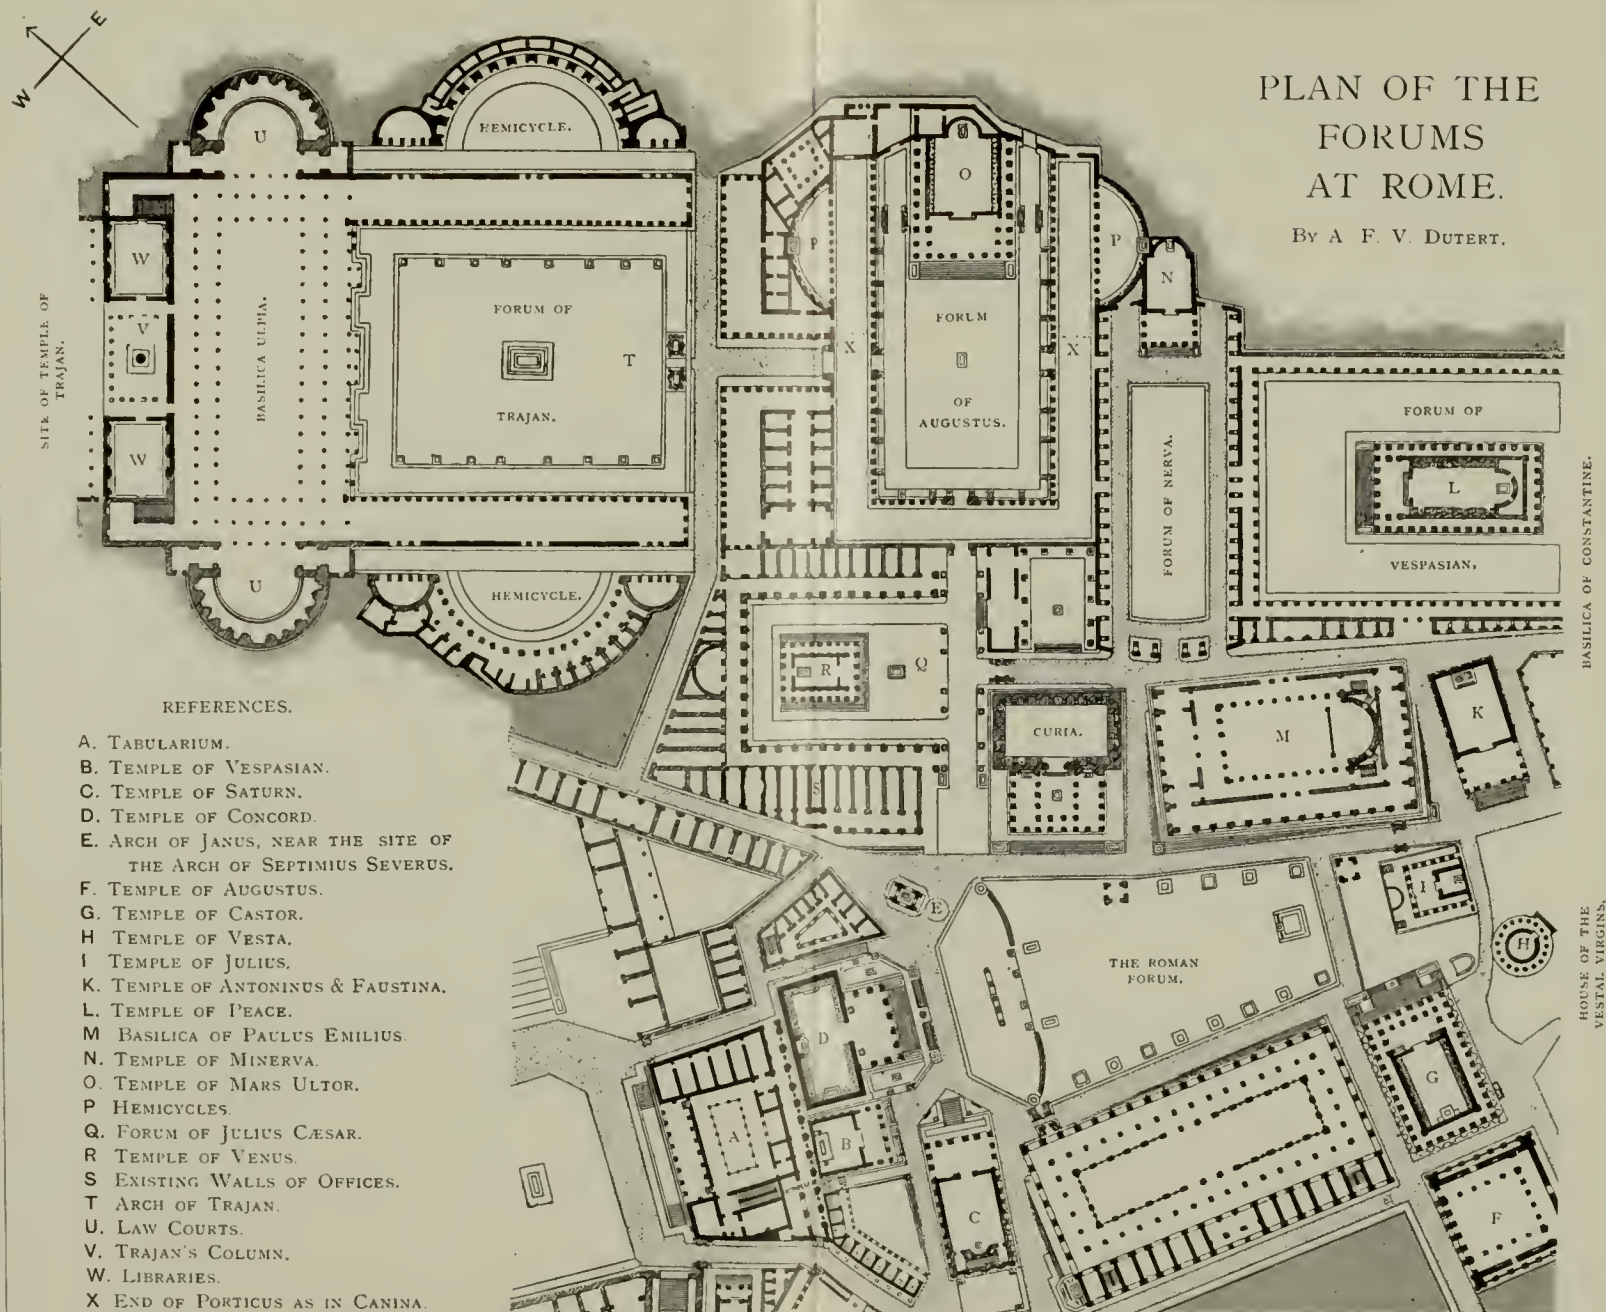 W E
PLAN OF THE
FORUMS
AT ROME.
BY A F. V. DUTERT.
SITE OF TEMPLE OF
TRAJAN.
U
HEMICYCLE.
W
V
W
BASILICA ULPIA.
FORUM OF
TRAJAN.
T
U
HEMICYCLE.
O
P
P
N
X
X
FORUM
OF
AUGUSTUS.
FORUM OF NERVA.
FORUM OF
L
VESPASIAN.
BASILICA OF CONSTANTINE.
R
Q
S
CURIA.
G
M
K
E
I
H
THE ROMAN
FORUM.
HOUSE OF THE
VESTAL VIRGINS.
D
A
B
C
G
F
REFERENCES.
A. TABULARIUM.
B. TEMPLE OF VESPASIAN.
C. TEMPLE OF SATURN.
D. TEMPLE OF CONCORD.
E. ARCH OF JANUS, NEAR THE SITE OF
THE ARCH OF SEPTIMIUS SEVERUS.
F. TEMPLE OF AUGUSTUS.
G. TEMPLE OF CASTOR.
H TEMPLE OF VESTA.
I TEMPLE OF JULIUS.
K. TEMPLE OF ANTONINUS & FAUSTINA.
L. TEMPLE OF PEACE.
M BASILICA OF PAULUS EMILIUS
N. TEMPLE OF MINERVA.
O. TEMPLE OF MARS ULTOR.
P HEMICYCLES.
Q. FORUM OF JULIUS CÆSAR.
R TEMPLE OF VENUS.
S EXISTING WALLS OF OFFICES.
T ARCH OF TRAJAN.
U. LAW COURTS.
V. TRAJAN'S COLUMN.
W. LIBRARIES.
X END OF PORTICUS AS IN CANINA.